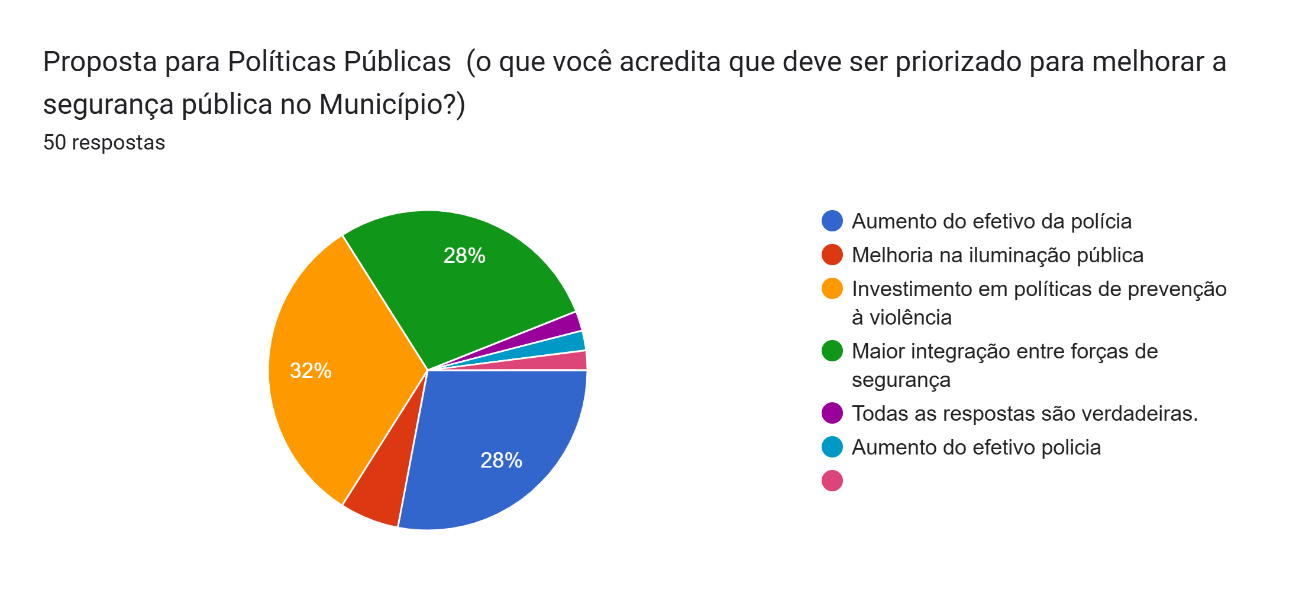 Proposta para Políticas Públicas  (o que você acredita que deve ser priorizado para melhorar a
segurança pública no Município?)
50 respostas
28%
32%
28%
Aumento do efetivo da polícia
Melhoria na iluminação pública
Investimento em políticas de prevenção
à violência
Maior integração entre forças de
segurança
Todas as respostas são verdadeiras.
Aumento do efetivo policia